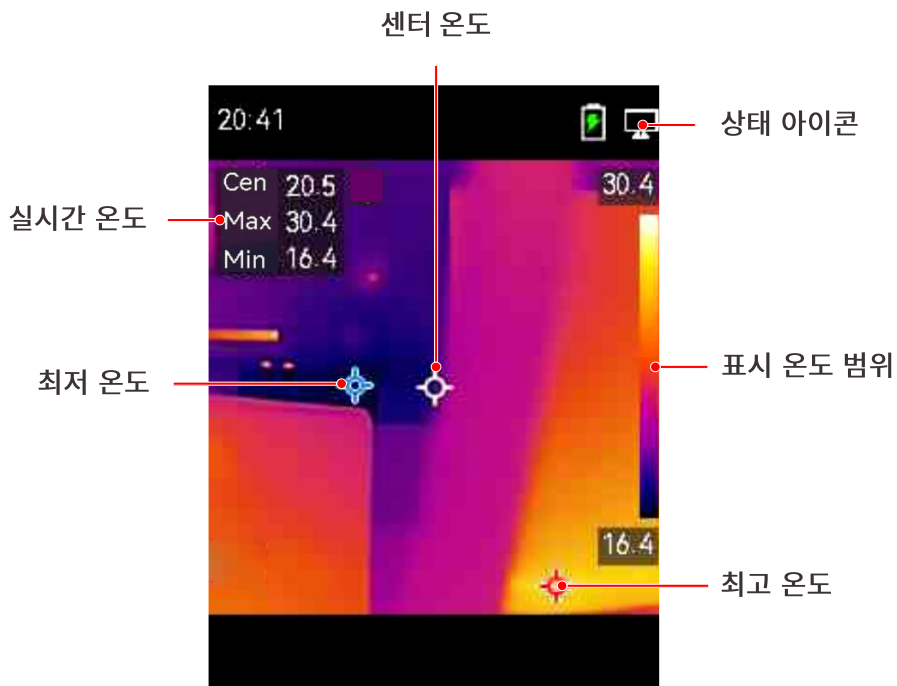 센터 온도
20:41
상태 아이콘
Cen 20.5
30.4
실시간 온도
Max 30.4
Min 16.4
최저 온도
표시 온도 범위
16.4
최고 온도